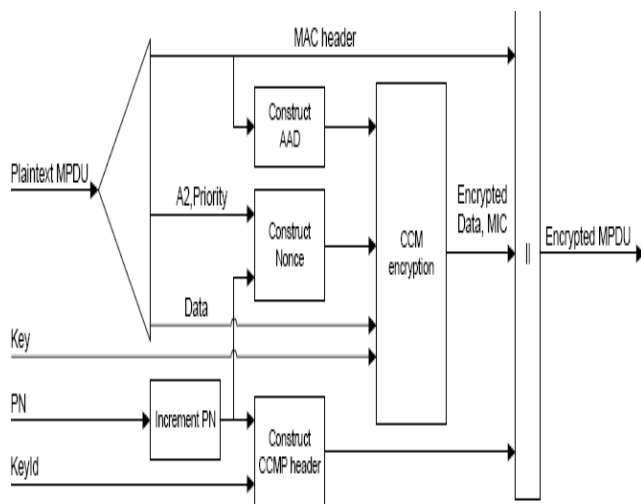 MAC header
Construct
AAD
Plaintext MPDU
A2,Priority
Construct
Nonce
CCM
encryption
Encrypted
Data, MIC
||
Encrypted MPDU
Data
Key
PN
Increment PN
Construct
CCMP header
KeyId